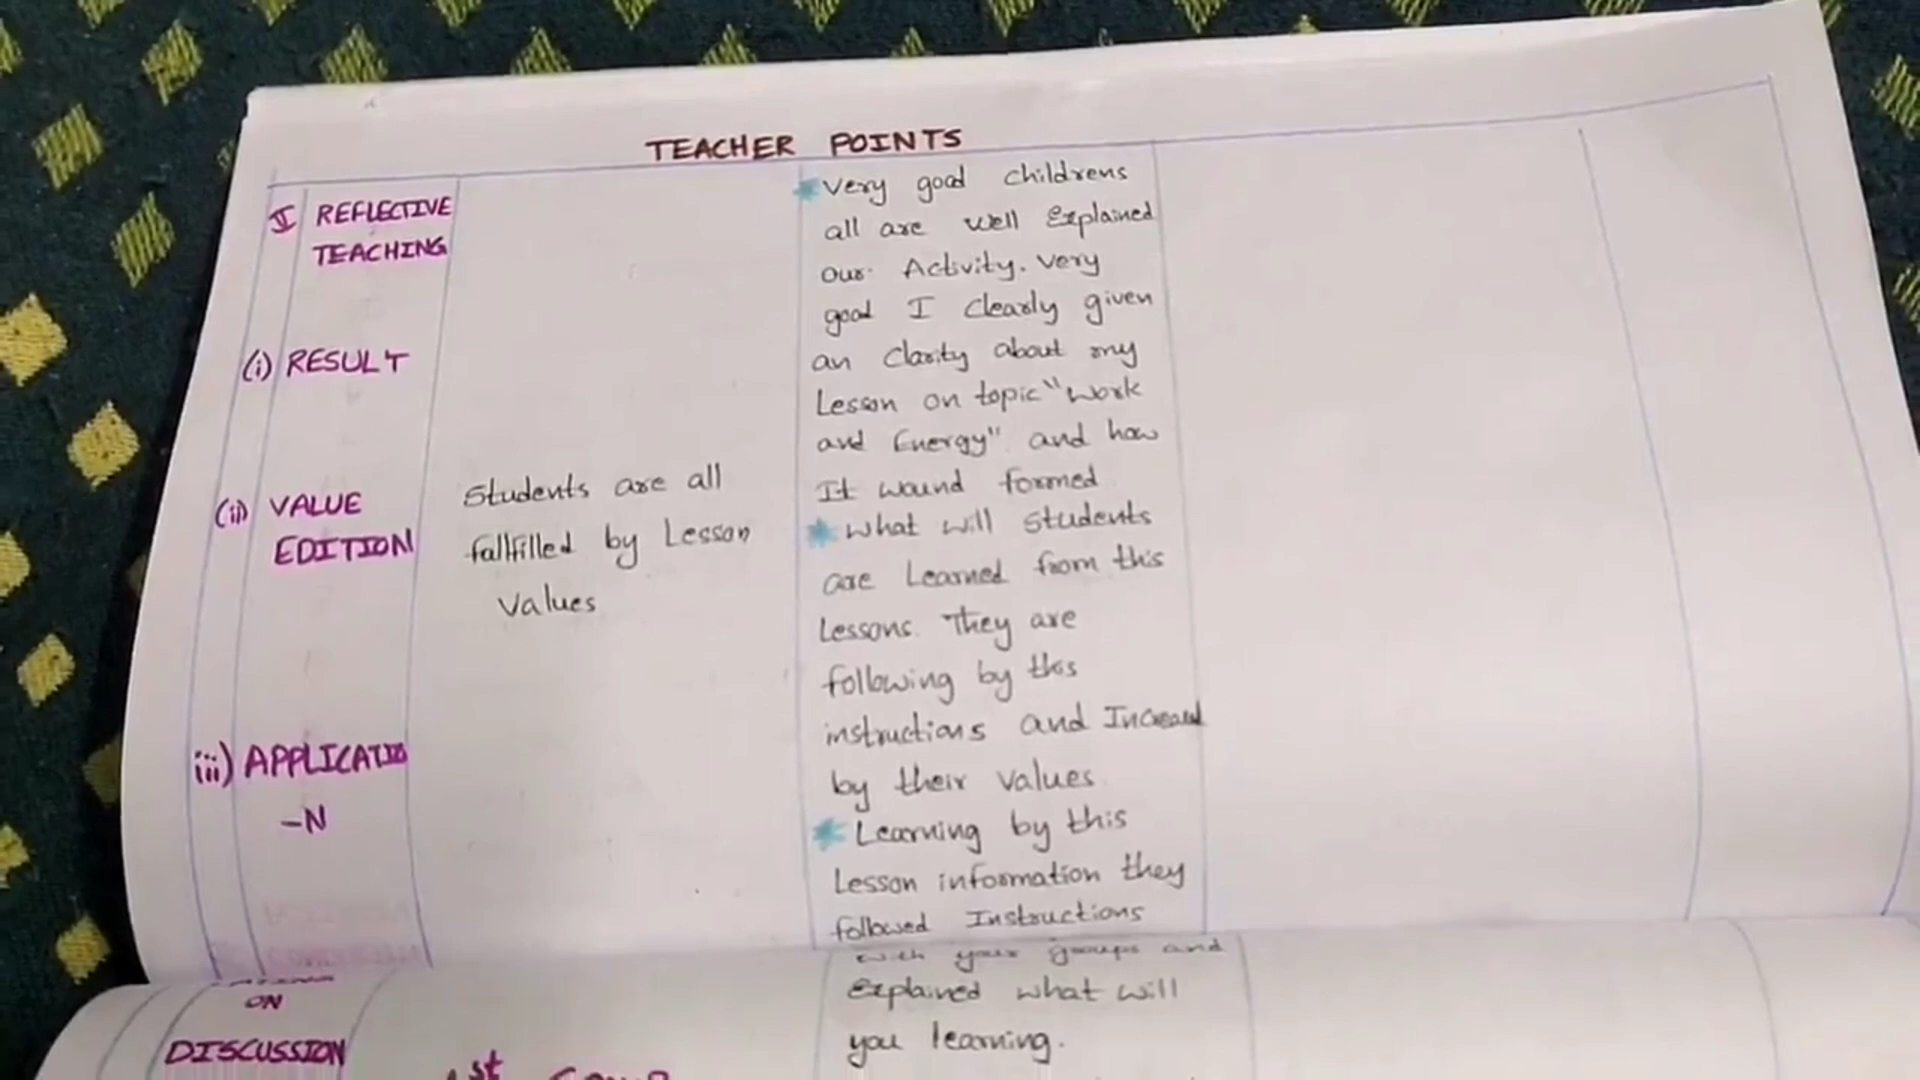 TEACHER POINTS
II REFLECTIVE
TEACHING
(i) RESULT
(ii) VALUE
EDITION
iii) APPLICATIO
-N
Students are all
fallfilled by Lesson
Values
Very good childrens
all are well Explained
our Activity. Very
good I Clearly given
an Clarity about my
Lesson on topic "Work
and Energy" and how
It wound formed
What will Students
are Learned from this
Lessons. They are
following by this
instructions and Increased
by their values.
Learning by this
Lesson information they
followed Instructions
ON
DISCUSSION
1st
with your groups and
Explained what will
you learning.